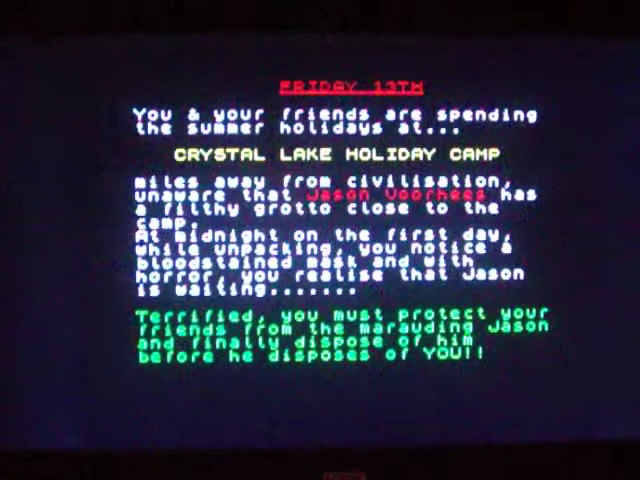 FRIDAY 13TH
You & your friends are spending
the summer holidays at...
CRYSTAL LAKE HOLIDAY CAMP
miles away from civilisation,
unaware that Jason Voorhees has
a filthy grotto close to the
camp.
At midnight on the first day,
while unpacking, you notice a
bloodstained mask and with
horror, you realise that Jason
is waiting.......
Terrified, you must protect your
friends from the marauding Jason
and finally dispose of him
before he disposes of YOU!!